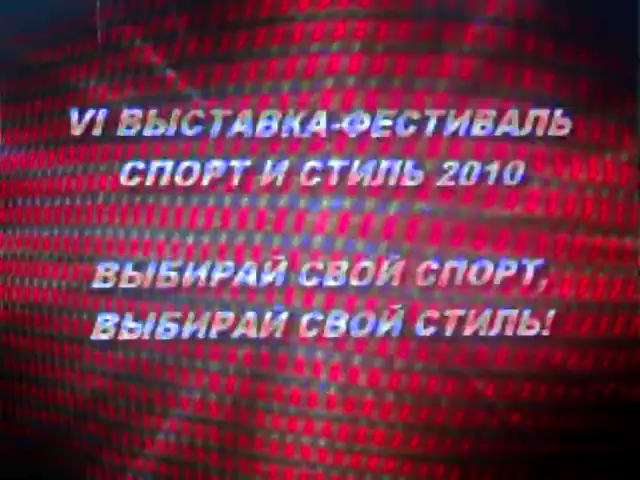 VI ВЫСТАВКА-ФЕСТИВАЛЬ
СПОРТ И СТИЛЬ 2010
ВЫБИРАЙ СВОЙ СПОРТ,
ВЫБИРАЙ СВОЙ СТИЛЬ!